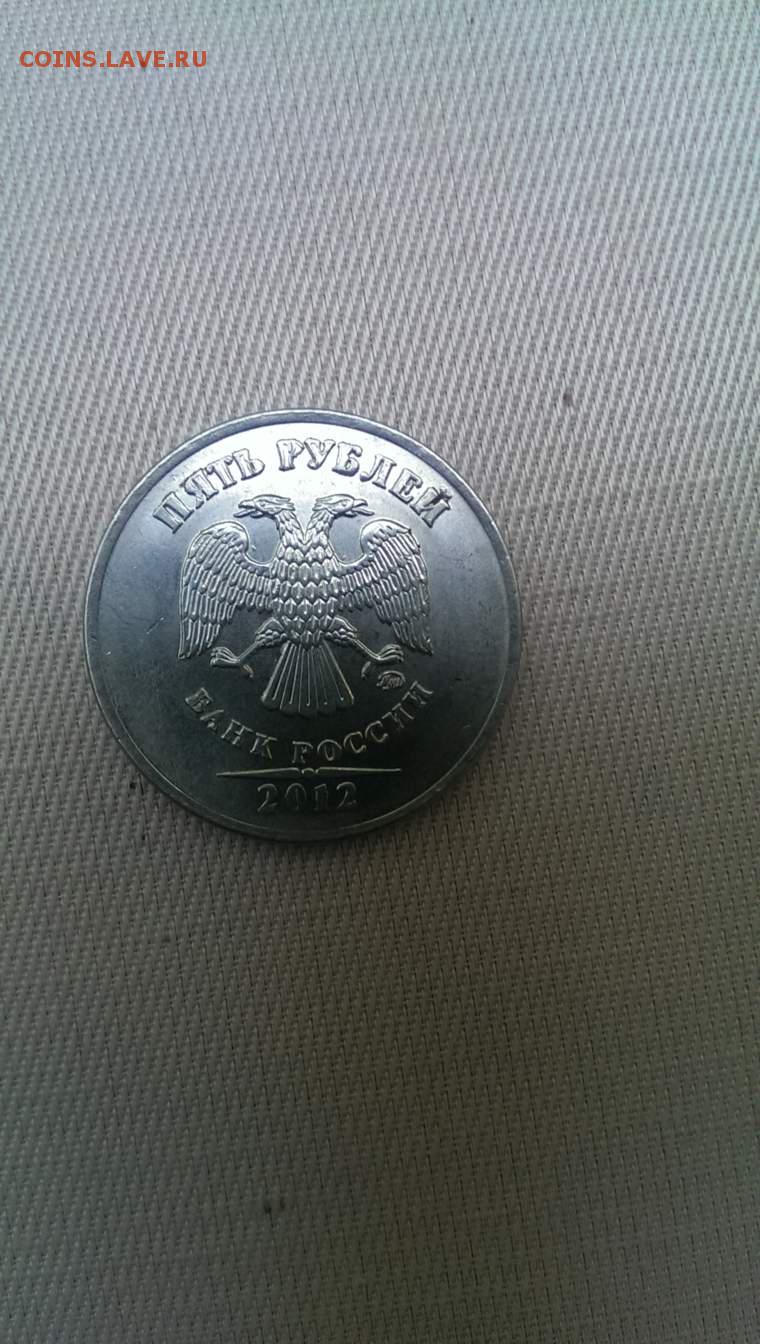 COINS.LAVE.RU
ПЯТЬ РУБЛЕЙ
БАНК РОССИИ
2012